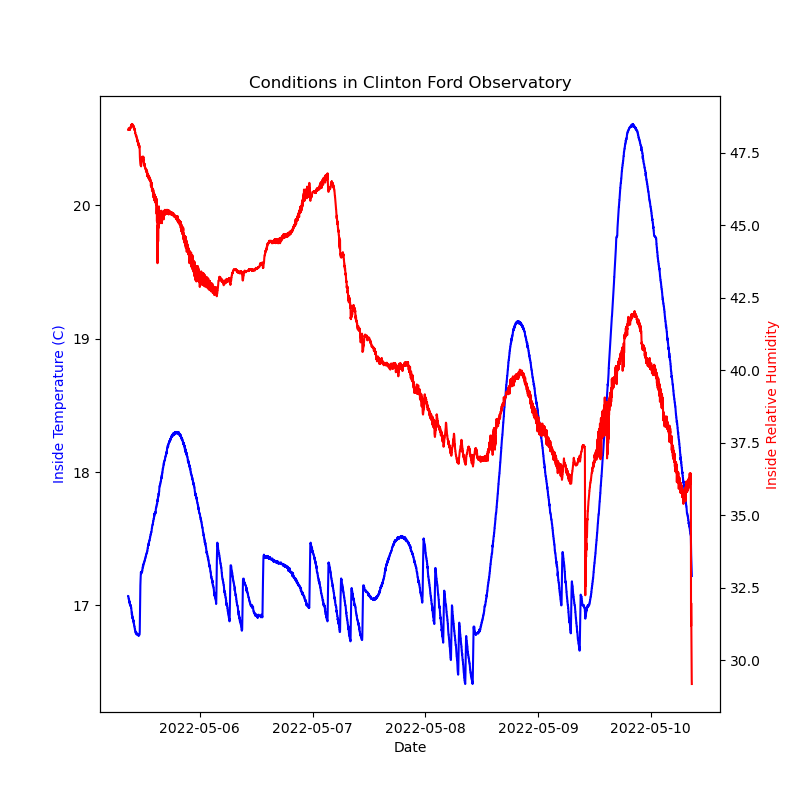 Conditions in Clinton Ford Observatory
Inside Temperature (C)
20
19
18
17
47.5
45.0
42.5
40.0
37.5
35.0
32.5
30.0
Inside Relative Humidity
2022-05-06 2022-05-07 2022-05-08 2022-05-09 2022-05-10
Date